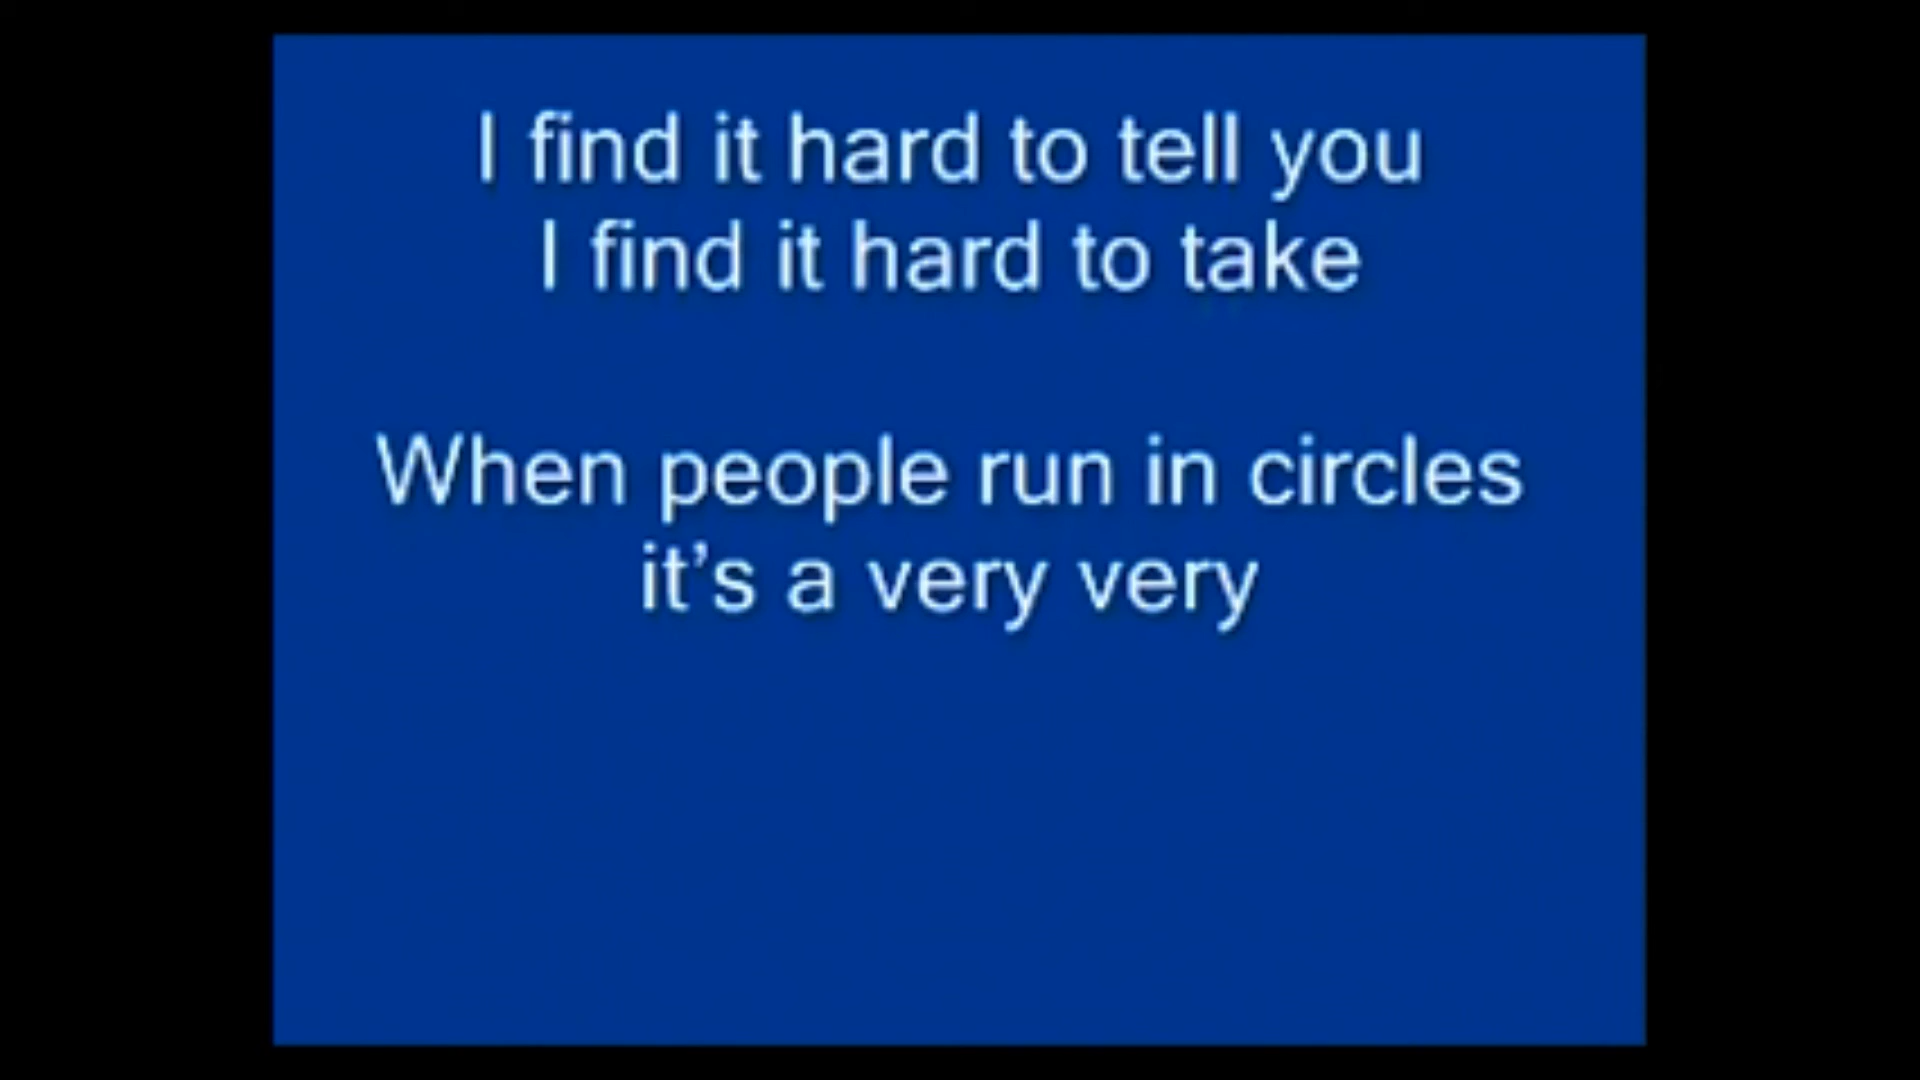 I find it hard to tell you
I find it hard to take
When people run in circles
it’s a very very